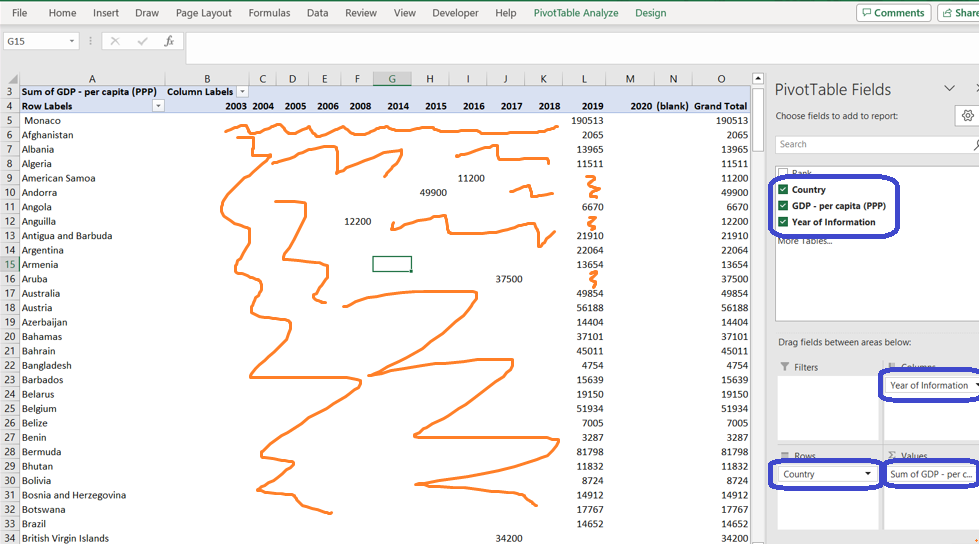 File Home Insert Draw Page Layout Formulas Data Review View Developer Help PivotTable Analyze Design Comments Share
G15 fx
A B C D E F G H I J K L M N O
3 Sum of GDP - per capita (PPP) Column Labels
4 Row Labels 2003 2004 2005 2006 2008 2014 2015 2016 2017 2018 2019 2020 (blank) Grand Total
5 Monaco 190513 190513
6 Afghanistan 2065 2065
7 Albania 13965 13965
8 Algeria 11511 11511
9 American Samoa 11200 11200
10 Andorra 49900 49900
11 Angola 6670 6670
12 Anguilla 12200 12200
13 Antigua and Barbuda 21910 21910
14 Argentina 22064 22064
15 Armenia 13654 13654
16 Aruba 37500 37500
17 Australia 49854 49854
18 Austria 56188 56188
19 Azerbaijan 14404 14404
20 Bahamas 37101 37101
21 Bahrain 45011 45011
22 Bangladesh 4754 4754
23 Barbados 15639 15639
24 Belarus 19150 19150
25 Belgium 51934 51934
26 Belize 7005 7005
27 Benin 3287 3287
28 Bermuda 81798 81798
29 Bhutan 11832 11832
30 Bolivia 8724 8724
31 Bosnia and Herzegovina 14912 14912
32 Botswana 17767 17767
33 Brazil 14652 14652
34 British Virgin Islands 34200 34200
PivotTable Fields
Choose fields to add to report:
Search
Rank
Country
GDP - per capita (PPP)
Year of Information
More Tables...
Drag fields between areas below:
Filters Columns
Year of Information
Rows Σ Values
Country Sum of GDP - per c...